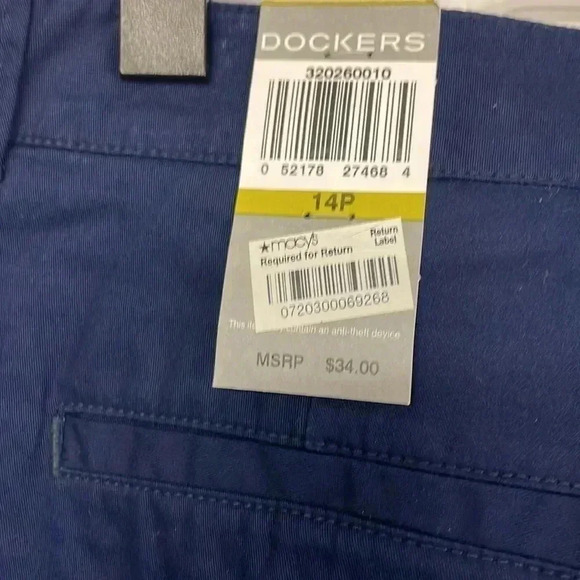 DOCKERS
320260010
0 52178 27468 4
14P
★macy's Return
Required for Return Label
0720300069268
This item may contain an anti-theft device
MSRP $34.00